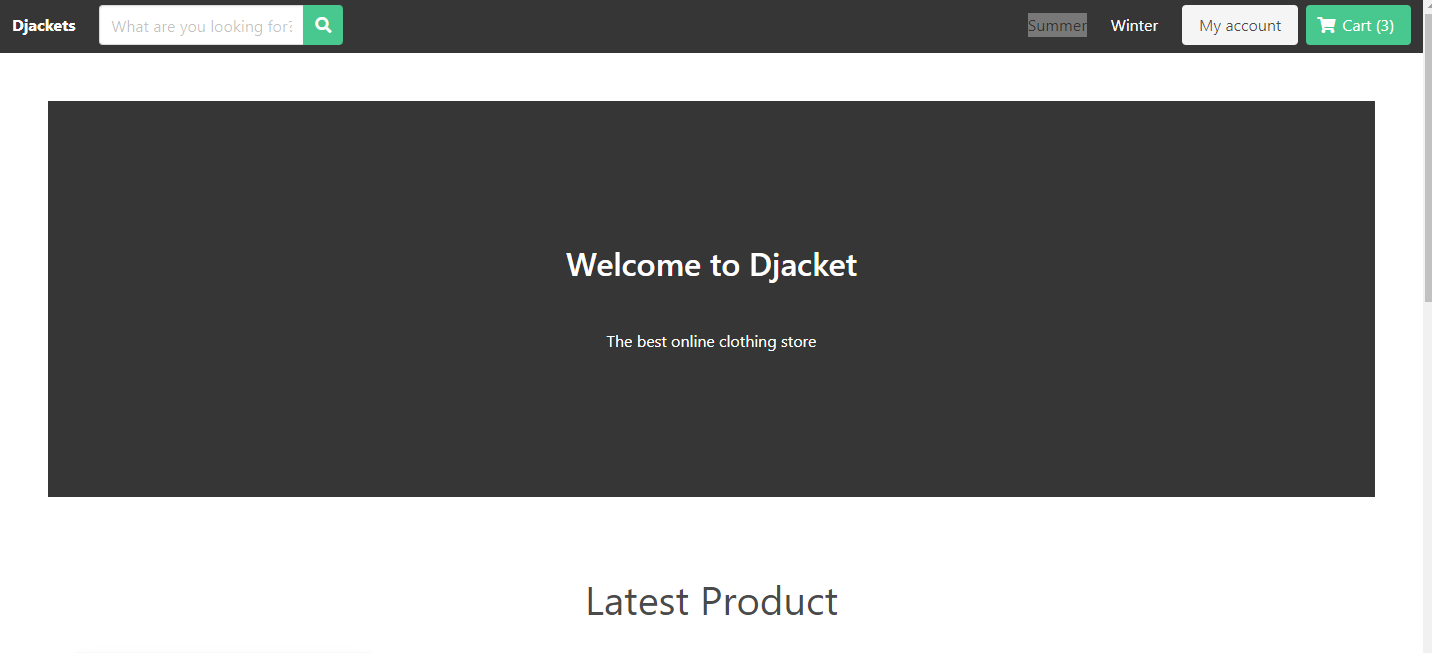 Djackets What are you looking for? Summer Winter My account Cart (3)
Welcome to Djacket
The best online clothing store
Latest Product